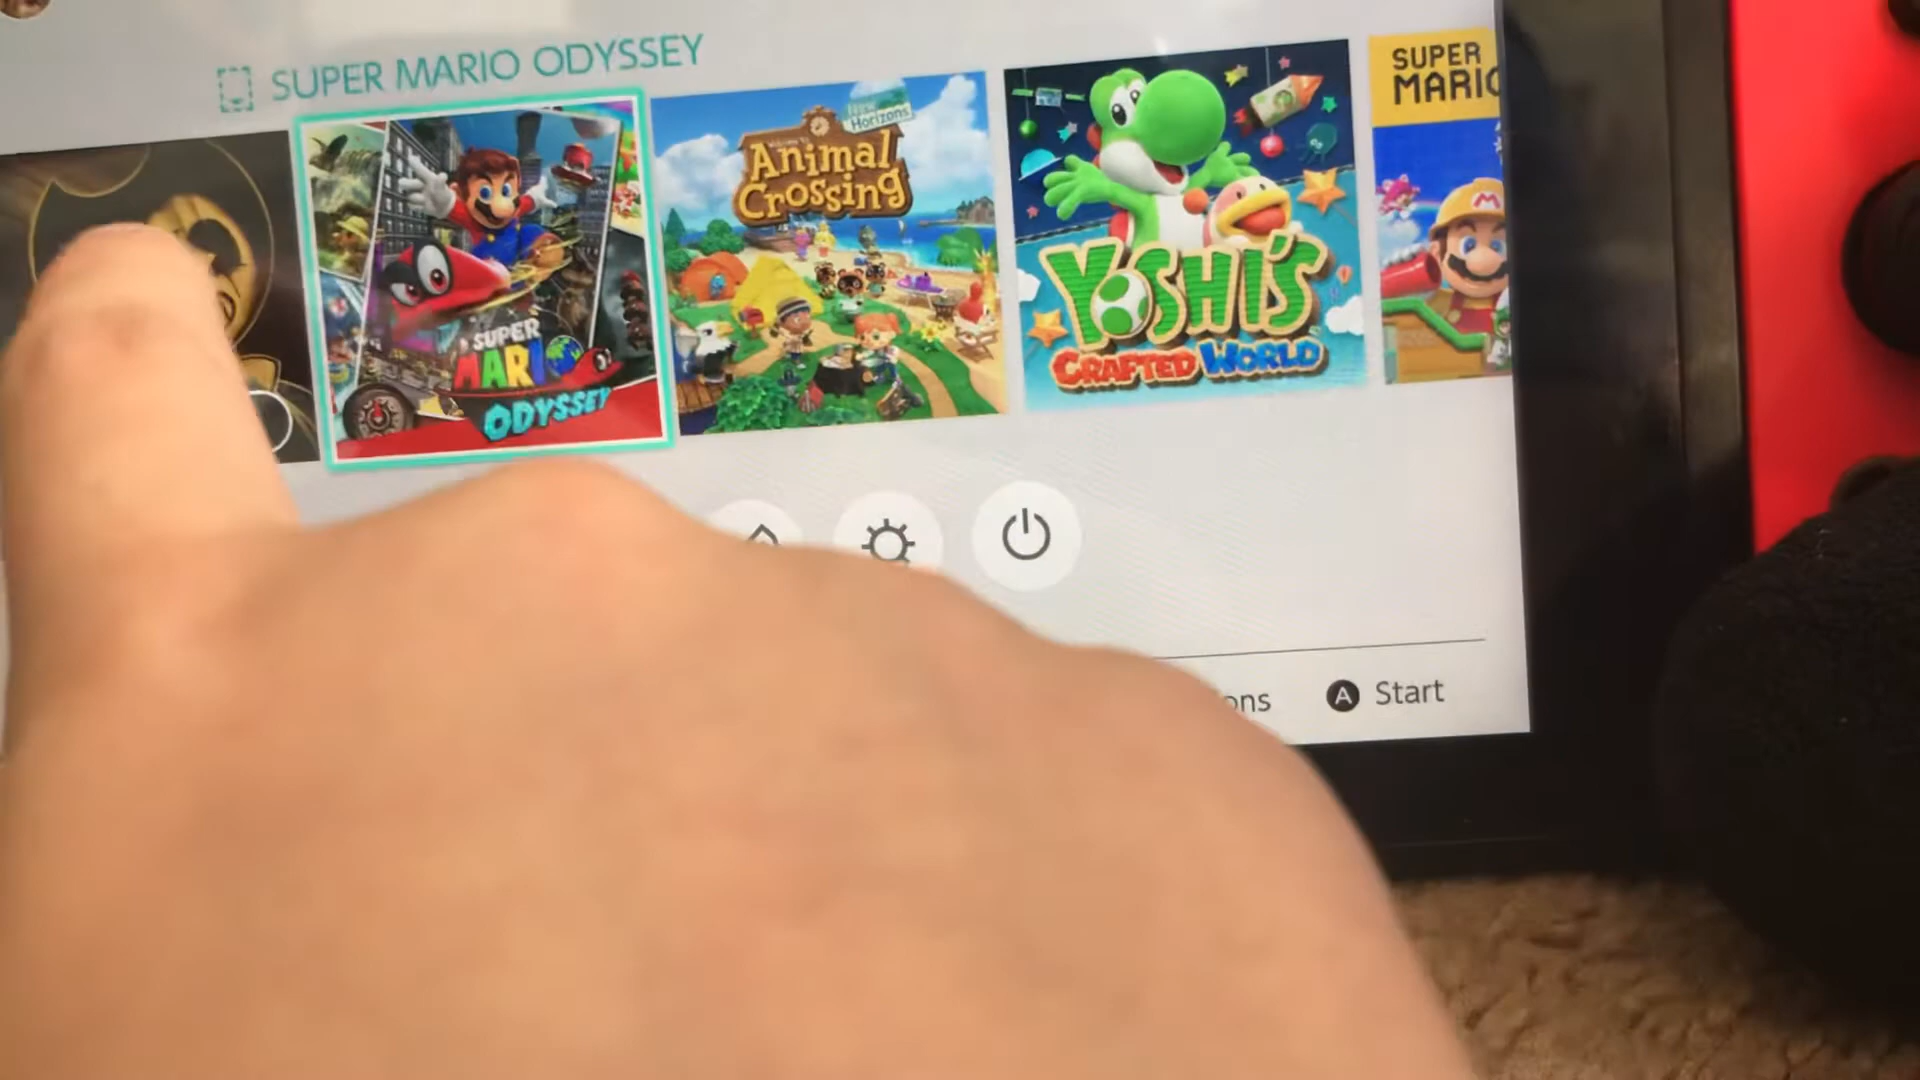 SUPER MARIO ODYSSEY
SUPER
MARIO
ODYSSEY
New
Horizons
Animal
Crossing
YOSHI'S
CRAFTED WORLD
SUPER
MARIO
M
ons
A Start